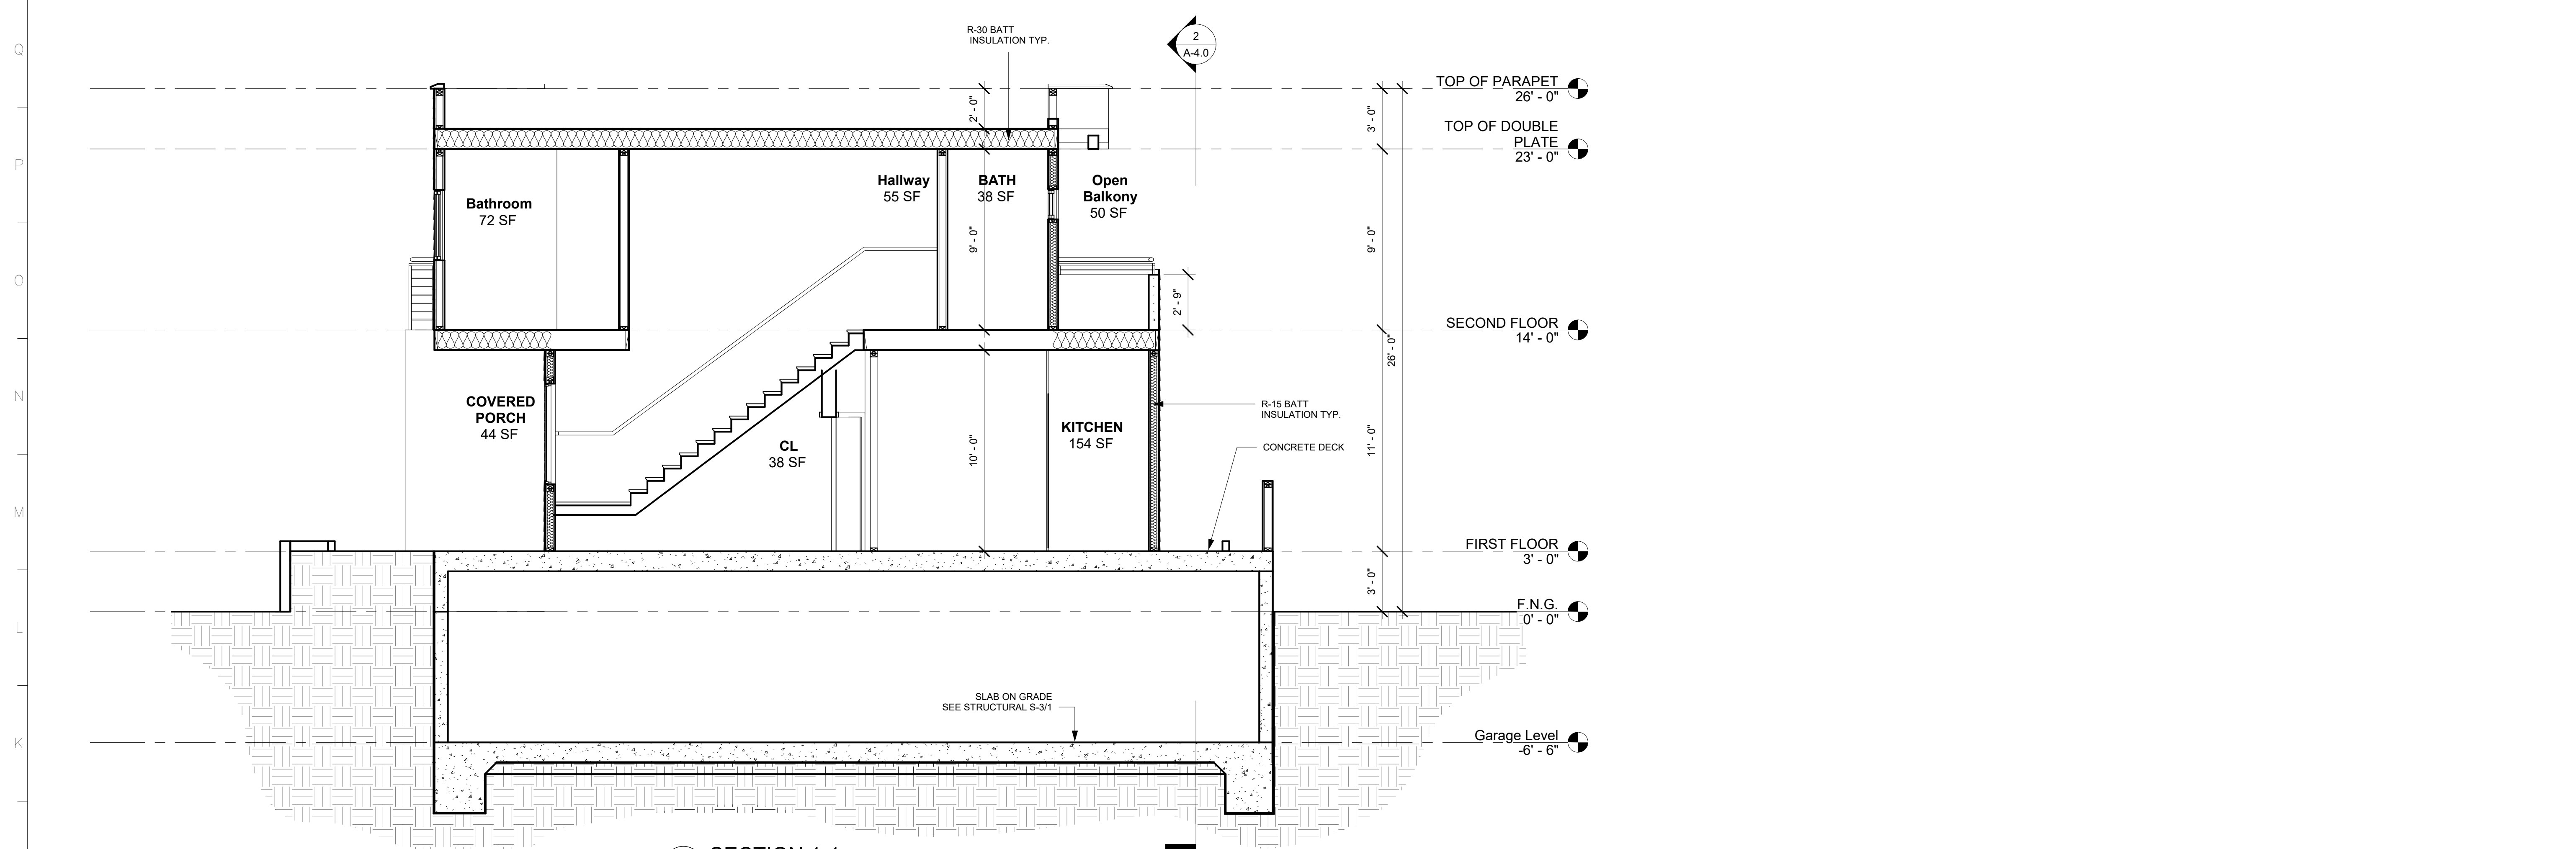 Q
P
O
N
M
L
K
R-30 BATT
INSULATION TYP.
2
A-4.0
TOP OF PARAPET
26' - 0"
TOP OF DOUBLE
PLATE
23' - 0"
2' - 0"
3' - 0"
Bathroom
72 SF
Hallway
55 SF
BATH
38 SF
Open
Balkony
50 SF
9' - 0"
9' - 0"
2' - 9"
SECOND FLOOR
14' - 0"
26' - 0"
COVERED
PORCH
44 SF
CL
38 SF
10' - 0"
KITCHEN
154 SF
R-15 BATT
INSULATION TYP.
CONCRETE DECK
11' - 0"
FIRST FLOOR
3' - 0"
3' - 0"
F.N.G.
0' - 0"
SLAB ON GRADE
SEE STRUCTURAL S-3/1
Garage Level
-6' - 6"